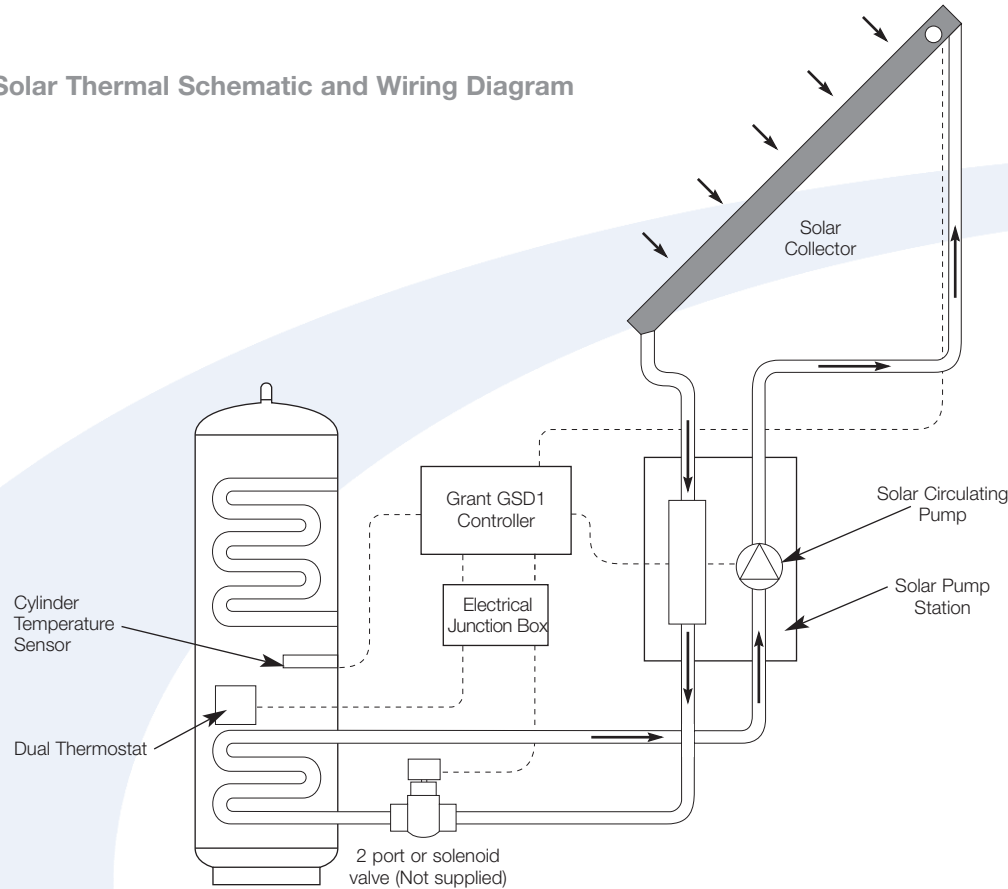 Solar Thermal Schematic and Wiring Diagram
Solar
Collector
Grant GSD1
Controller
Solar Circulating
Pump
Electrical
Junction Box
Solar Pump
Station
Cylinder
Temperature
Sensor
Dual Thermostat
2 port or solenoid
valve (Not supplied)